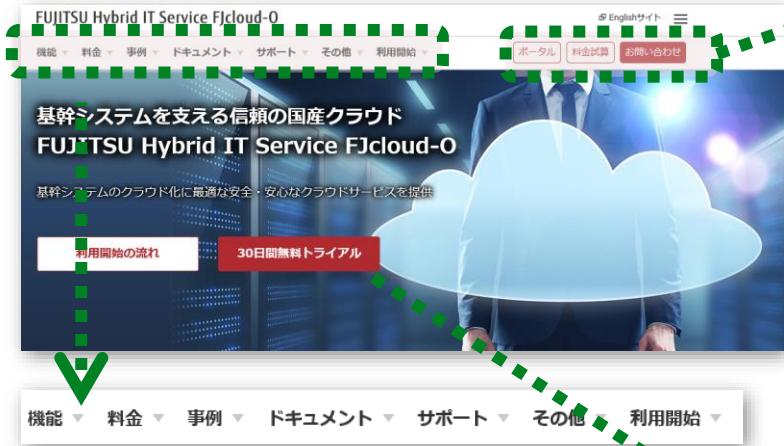 FUJITSU Hybrid IT Service FJcloud-O
Englishサイト
機能 料金 事例 ドキュメント サポート その他 利用開始
ポータル 料金試算 お問い合わせ
基幹システムを支える信頼の国産クラウド
FUJITSU Hybrid IT Service FJcloud-O
基幹システムのクラウド化に最適な安全・安心なクラウドサービスを提供
利用開始の流れ 30日間無料トライアル
機能 料金 事例 ドキュメント サポート その他 利用開始